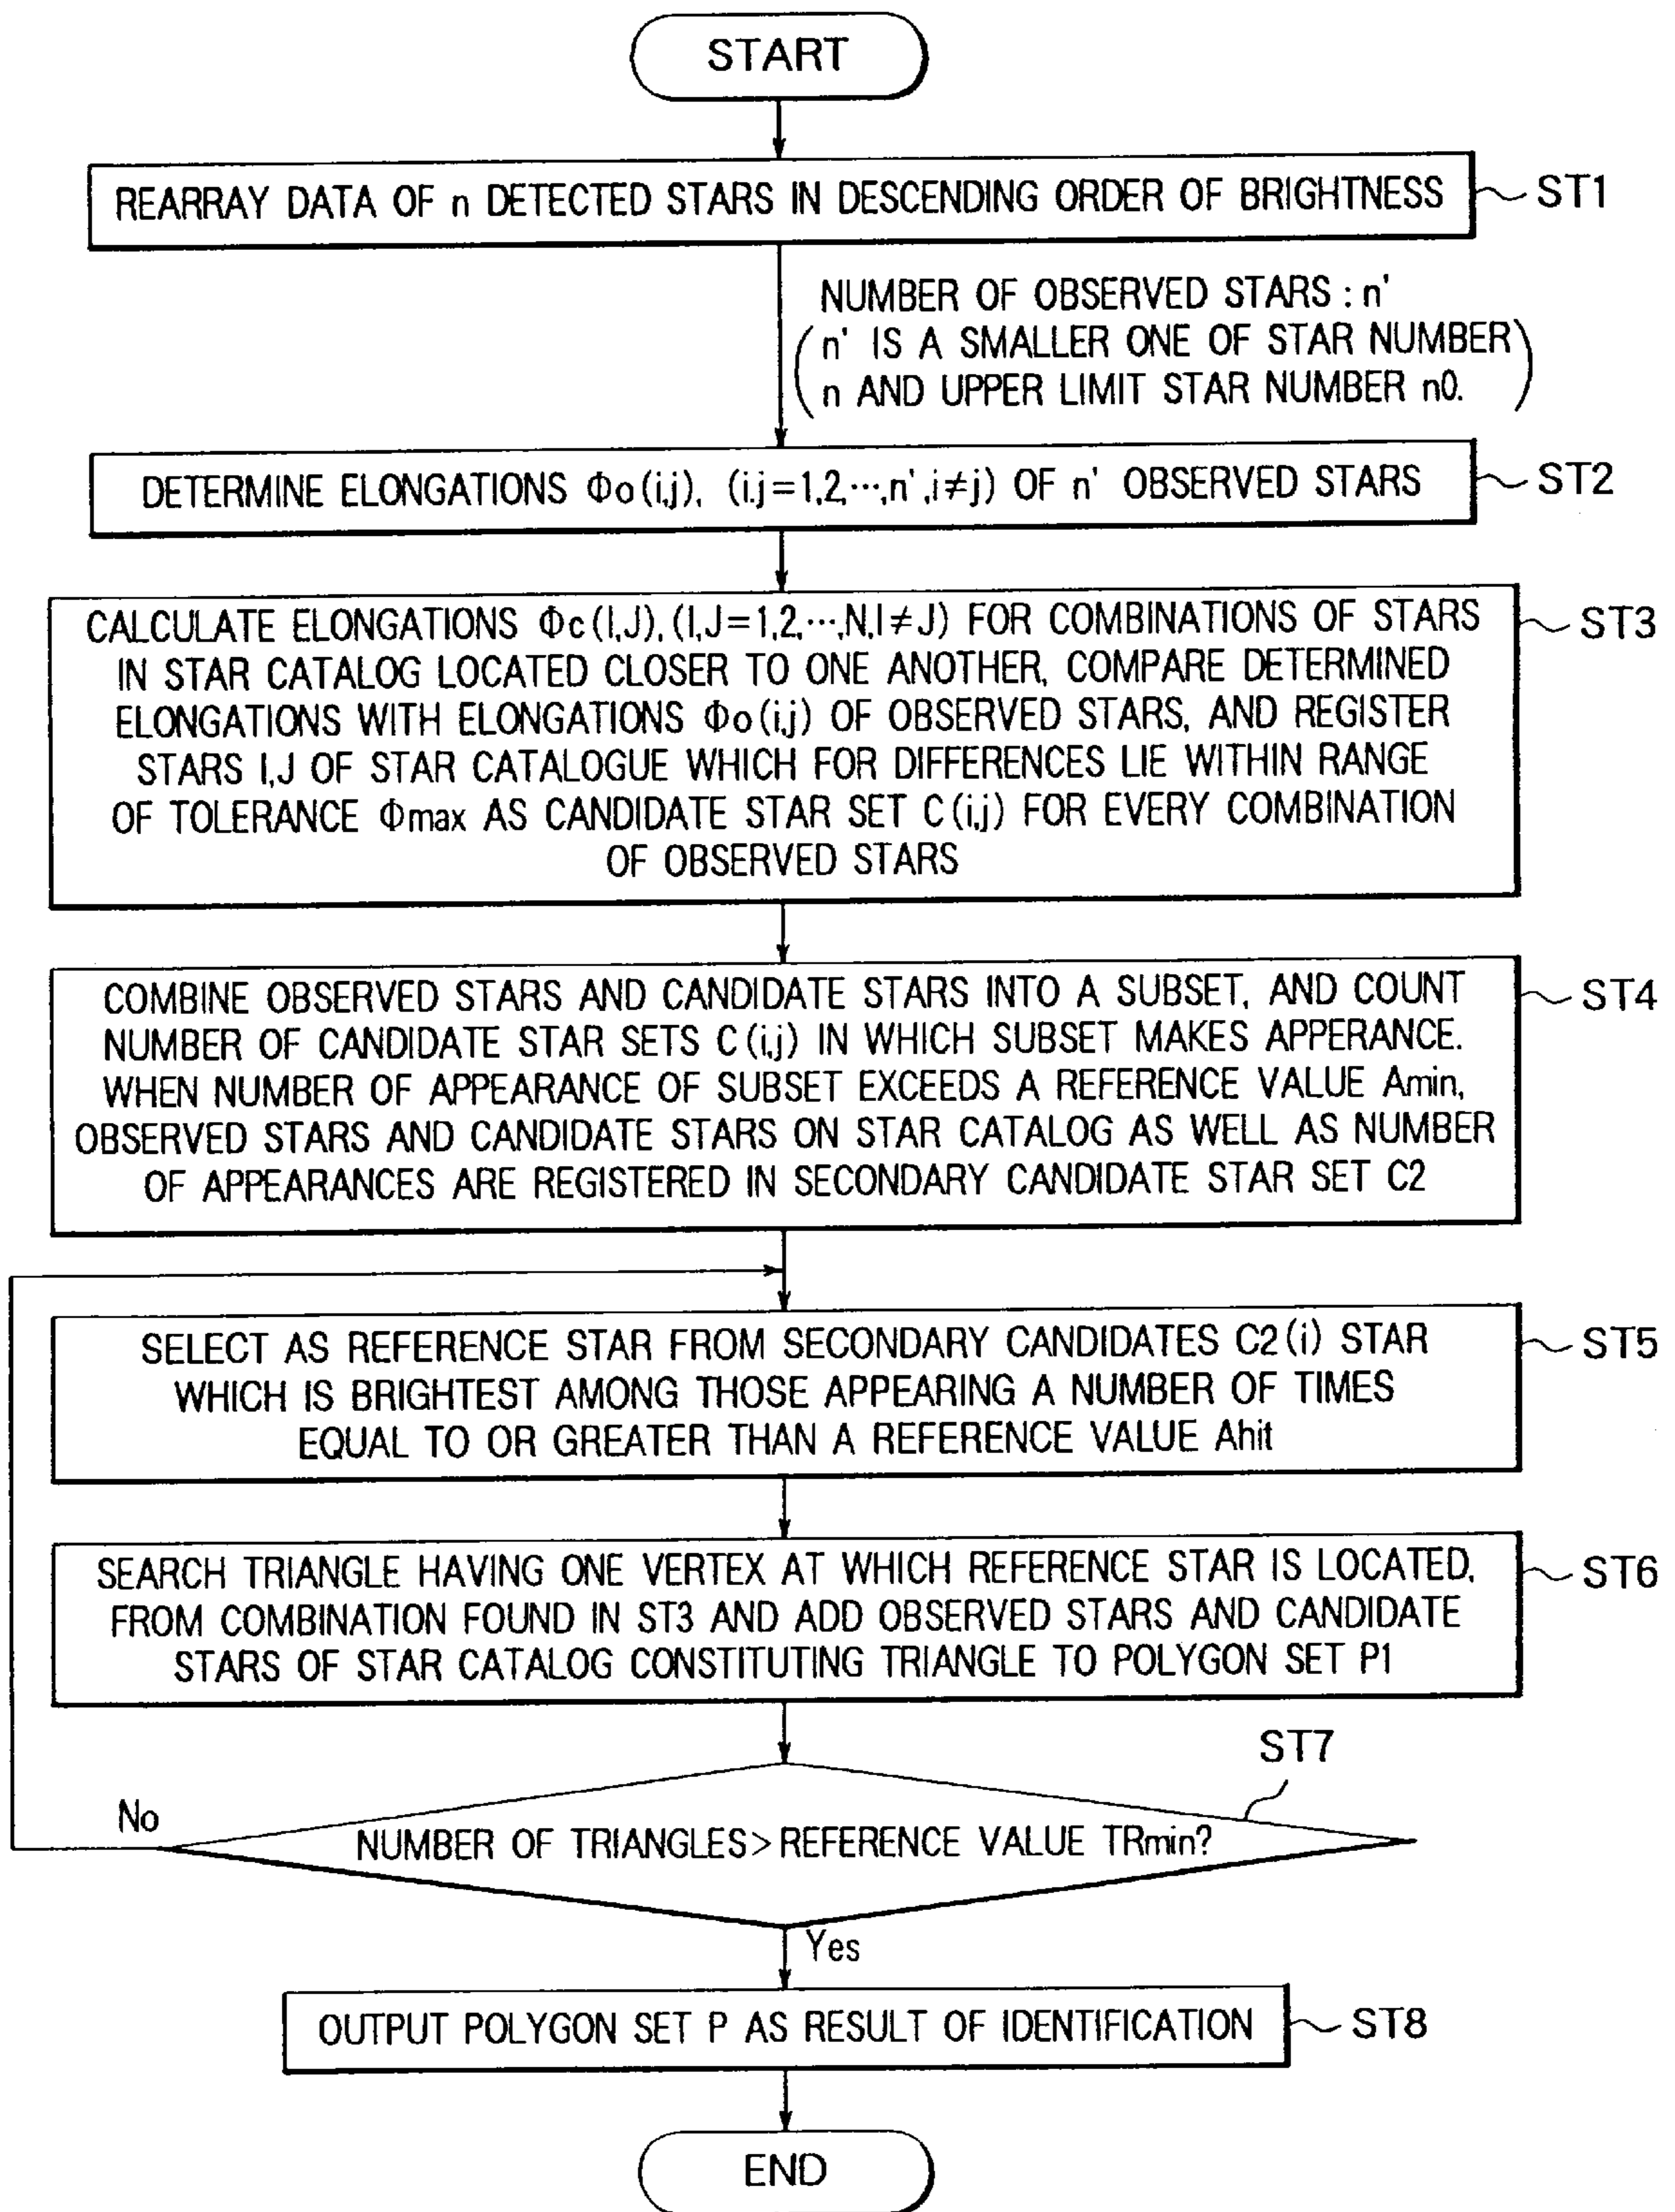 START
REARRAY DATA OF n DETECTED STARS IN DESCENDING ORDER OF BRIGHTNESS
ST1
NUMBER OF OBSERVED STARS : n'
(n' IS A SMALLER ONE OF STAR NUMBER
n AND UPPER LIMIT STAR NUMBER n0.)
DETERMINE ELONGATIONS Φo(i,j), (i.j=1,2,···,n',i≠j) OF n' OBSERVED STARS
ST2
CALCULATE ELONGATIONS Φc(I,J),(I,J=1,2,···,N,I≠J) FOR COMBINATIONS OF STARS
IN STAR CATALOG LOCATED CLOSER TO ONE ANOTHER, COMPARE DETERMINED
ELONGATIONS WITH ELONGATIONS Φo(i,j) OF OBSERVED STARS, AND REGISTER
STARS I,J OF STAR CATALOGUE WHICH FOR DIFFERENCES LIE WITHIN RANGE
OF TOLERANCE Φmax AS CANDIDATE STAR SET C(i,j) FOR EVERY COMBINATION
OF OBSERVED STARS
ST3
COMBINE OBSERVED STARS AND CANDIDATE STARS INTO A SUBSET, AND COUNT
NUMBER OF CANDIDATE STAR SETS C(i,j) IN WHICH SUBSET MAKES APPERANCE.
WHEN NUMBER OF APPEARANCE OF SUBSET EXCEEDS A REFERENCE VALUE Amin,
OBSERVED STARS AND CANDIDATE STARS ON STAR CATALOG AS WELL AS NUMBER
OF APPEARANCES ARE REGISTERED IN SECONDARY CANDIDATE STAR SET C2
ST4
SELECT AS REFERENCE STAR FROM SECONDARY CANDIDATES C2(i) STAR
WHICH IS BRIGHTEST AMONG THOSE APPEARING A NUMBER OF TIMES
EQUAL TO OR GREATER THAN A REFERENCE VALUE Ahit
ST5
SEARCH TRIANGLE HAVING ONE VERTEX AT WHICH REFERENCE STAR IS LOCATED,
FROM COMBINATION FOUND IN ST3 AND ADD OBSERVED STARS AND CANDIDATE
STARS OF STAR CATALOG CONSTITUTING TRIANGLE TO POLYGON SET P1
ST6
ST7
No
NUMBER OF TRIANGLES>REFERENCE VALUE TRmin?
Yes
OUTPUT POLYGON SET P AS RESULT OF IDENTIFICATION
ST8
END